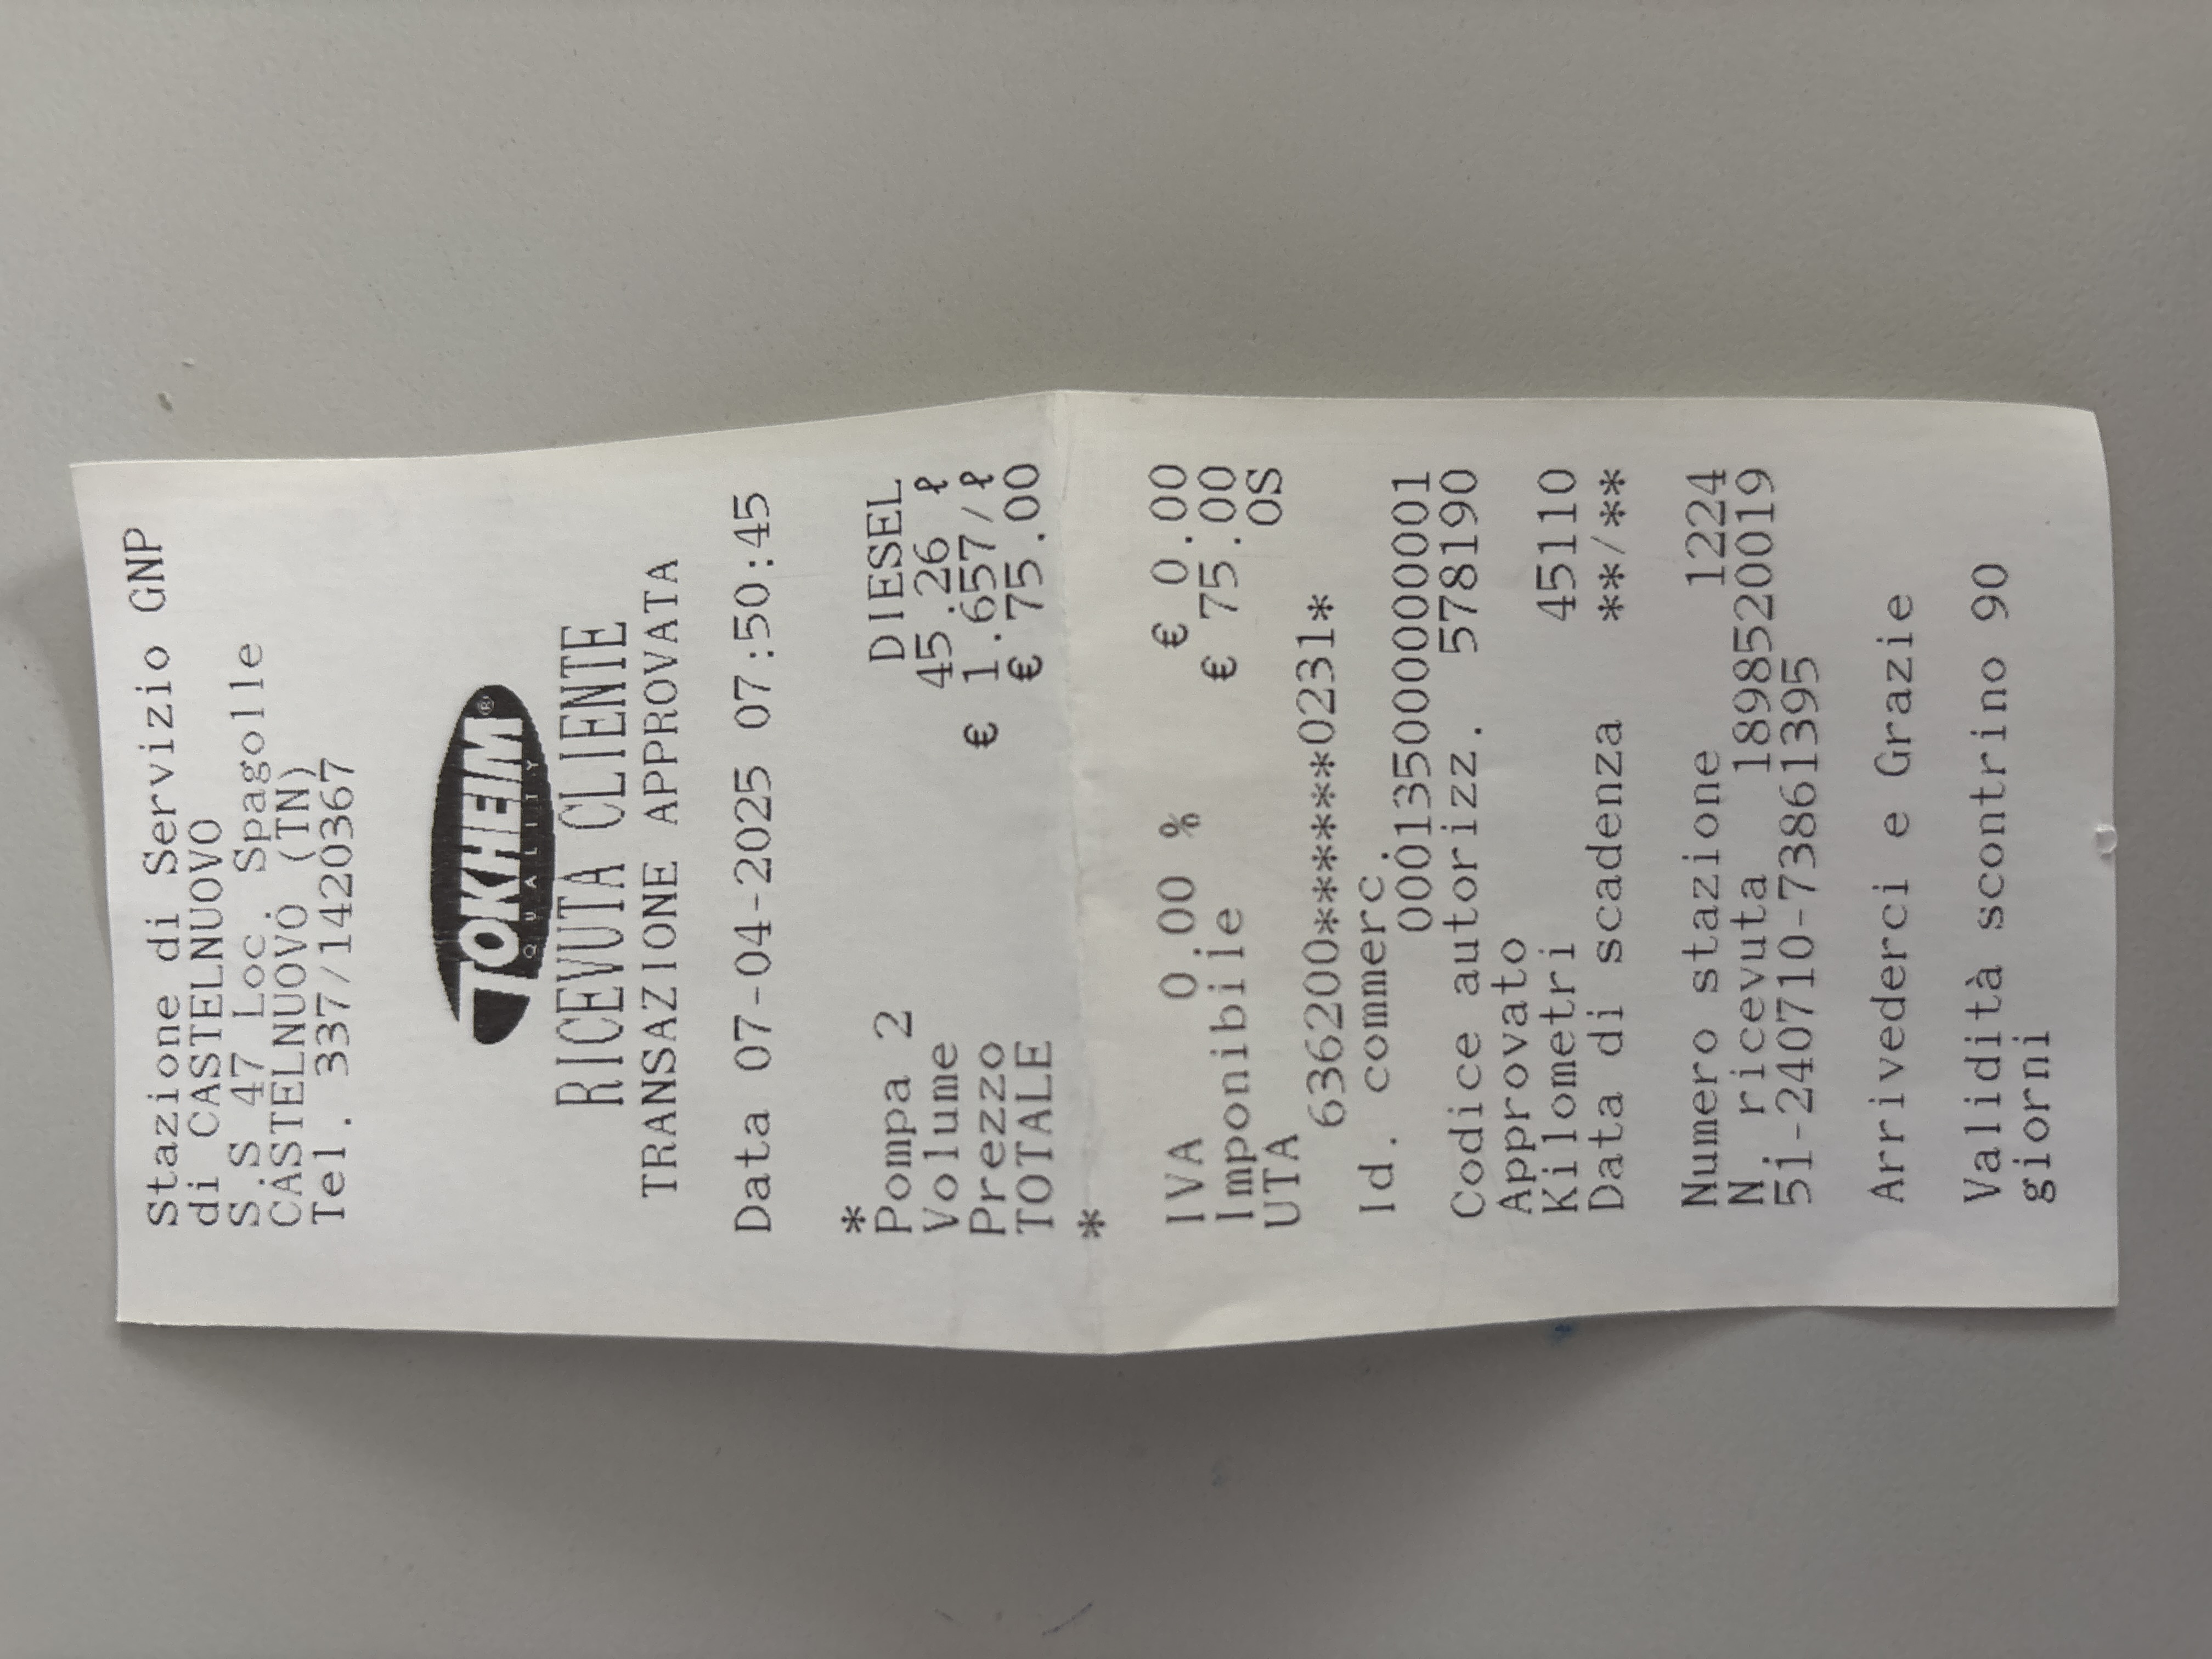 Stazione di Servizio GNP
di CASTELNUOVO
S.S 47 Loc. Spagolle
CASTELNUOVO (TN)
Tel. 337/1420367
TOKHEIM®
QUALITY
RICEVUTA CLIENTE
TRANSAZIONE APPROVATA
Data 07-04-2025 07:50:45
*
Pompa 2 DIESEL
Volume 45.26 ℓ
Prezzo € 1.657/ℓ
TOTALE € 75.00
*
IVA 0.00 % € 0.00
Imponibile € 75.00
UTA OS
636200******0231*
Id. commerc.
000135000000001
Codice autorizz. 578190
Approvato
Kilometri 45110
Data di scadenza **/**
Numero stazione 1224
N. ricevuta 1898520019
51-240710-73861395
Arrivederci e Grazie
Validità scontrino 90
giorni